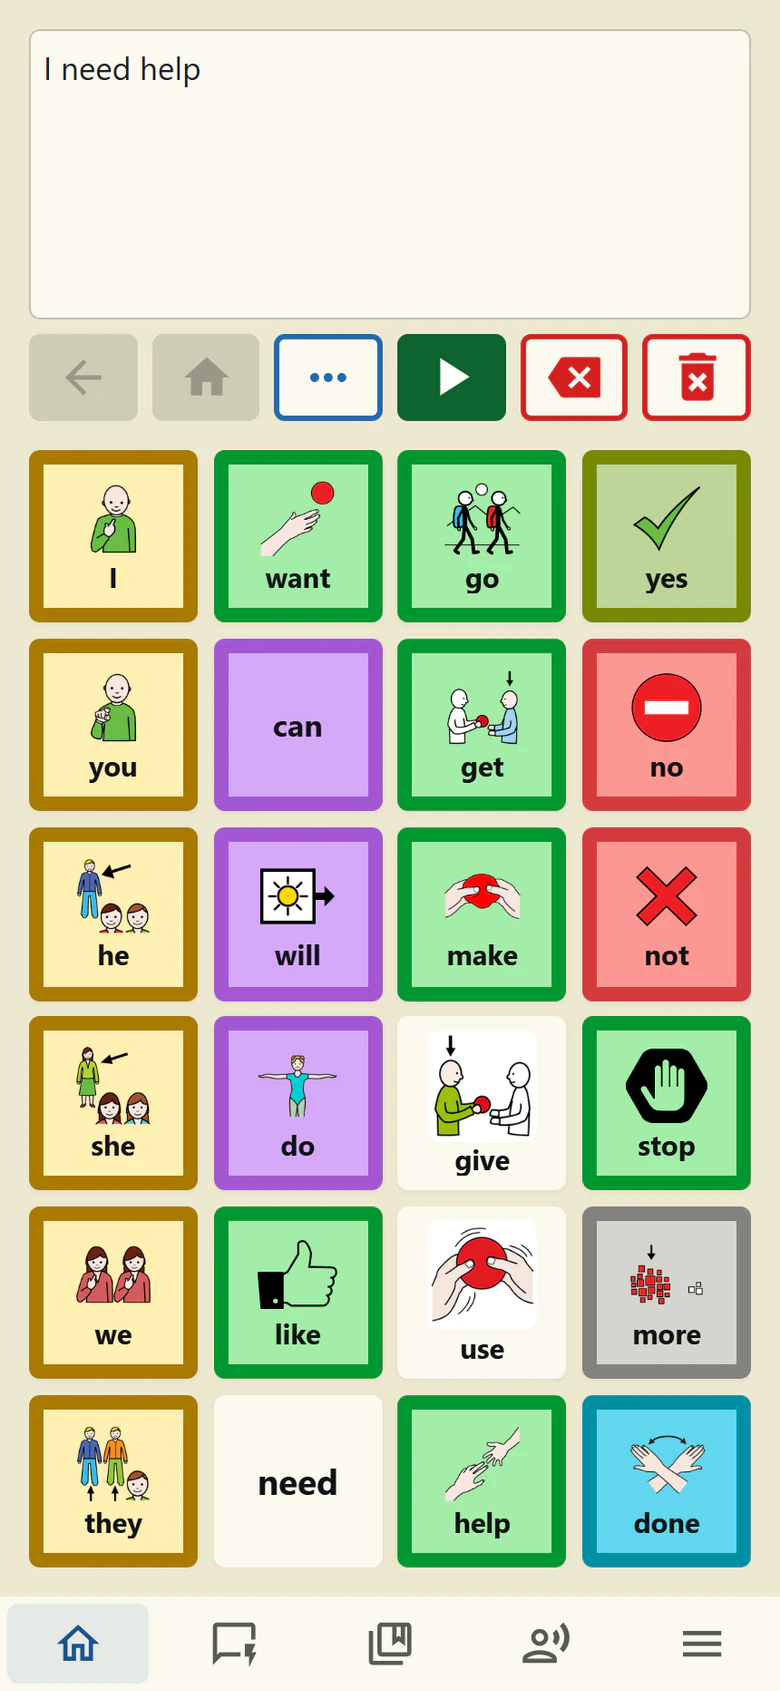 I need help
I
want
go
yes
you
can
get
no
he
will
make
not
she
do
give
stop
we
like
use
more
they
need
help
done